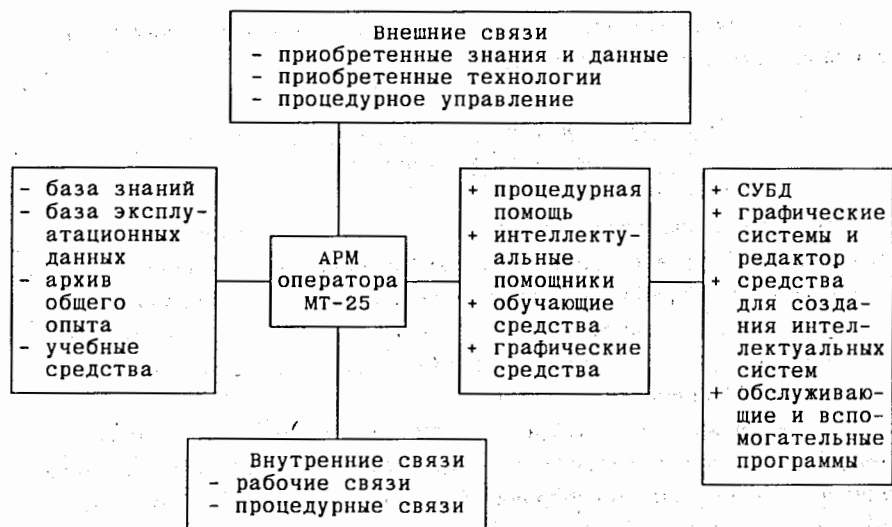 Внешние связи
- приобретенные знания и данные
- приобретенные технологии
- процедурное управление
- база знаний
- база эксплу-
атационных
данных
- архив
общего
опыта
- учебные
средства
АРМ
оператора
МТ-25
+ процедурная
помощь
+ интеллекту-
альные
помощники
+ обучающие
средства
+ графические
средства
+ СУБД
+ графические
системы и
редактор
+ средства
для созда-
ния интел-
лектуальных
систем
+ обслуживаю-
щие и вспо-
могательные
программы
Внутренние связи
- рабочие связи
- процедурные связи